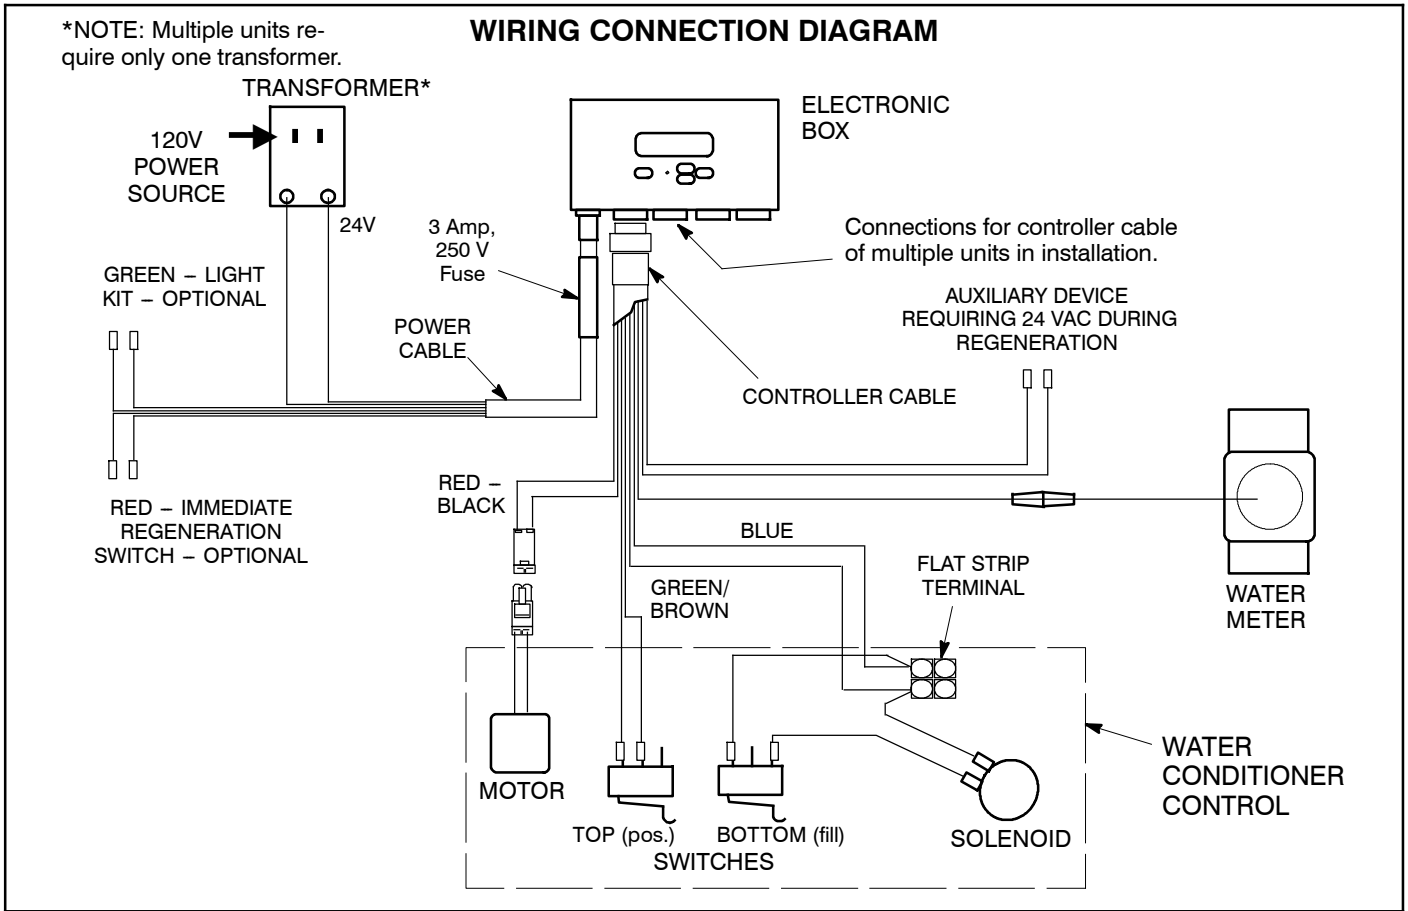 *NOTE: Multiple units re-
quire only one transformer.
WIRING CONNECTION DIAGRAM
TRANSFORMER*
120V
POWER
SOURCE
24V
ELECTRONIC
BOX
3 Amp,
250 V
Fuse
Connections for controller cable
of multiple units in installation.
GREEN – LIGHT
KIT – OPTIONAL
AUXILIARY DEVICE
REQUIRING 24 VAC DURING
REGENERATION
POWER
CABLE
CONTROLLER CABLE
RED –
BLACK
RED – IMMEDIATE
REGENERATION
SWITCH – OPTIONAL
BLUE
FLAT STRIP
TERMINAL
GREEN/
BROWN
WATER
METER
MOTOR
TOP (pos.)
BOTTOM (fill)
SWITCHES
SOLENOID
WATER
CONDITIONER
CONTROL